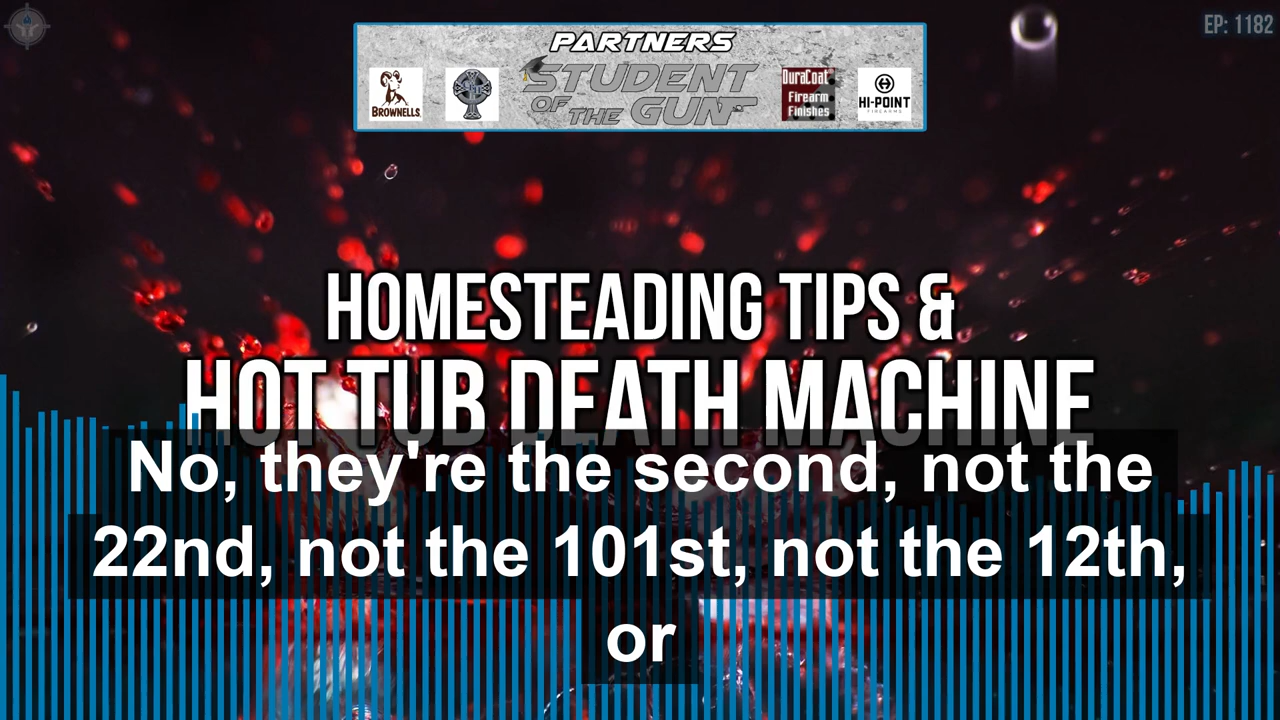 EP: 1182
PARTNERS
STUDENT
OF THE GUN
BROWNELLS
DuraCoat
Firearm
Finishes
HI-POINT
FIREARMS
HOMESTEADING TIPS &
HOT TUB DEATH MACHINE
No, they're the second, not the
22nd, not the 101st, not the 12th,
or